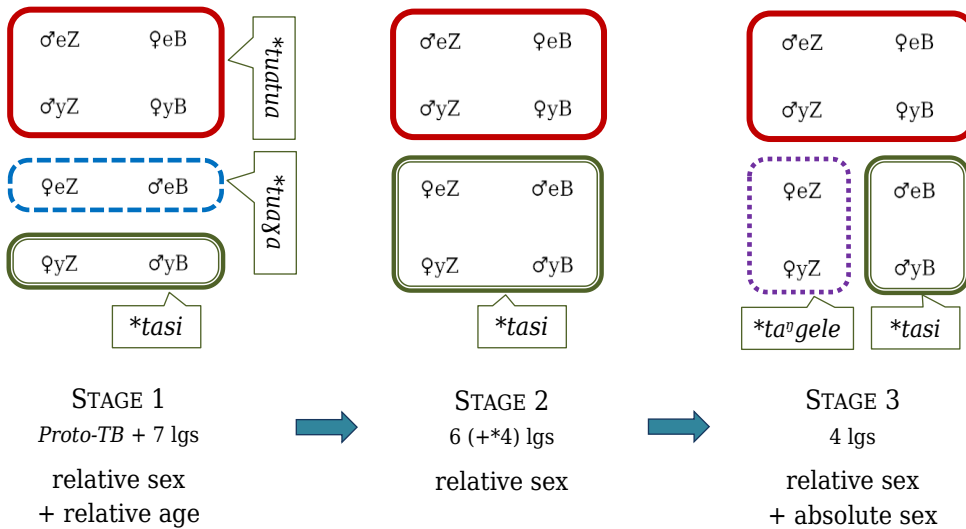 ♂eZ ♀eB
♂yZ ♀yB
*tuatua
♀eZ ♂eB
*tuaɣa
♀yZ ♂yB
*tasi
STAGE 1
Proto-TB + 7 lgs
relative sex
+ relative age
♂eZ ♀eB
♂yZ ♀yB
♀eZ ♂eB
♀yZ ♂yB
*tasi
STAGE 2
6 (+*4) lgs
relative sex
♂eZ ♀eB
♂yZ ♀yB
♀eZ
♀yZ
*taᵑgele
♂eB
♂yB
*tasi
STAGE 3
4 lgs
relative sex
+ absolute sex